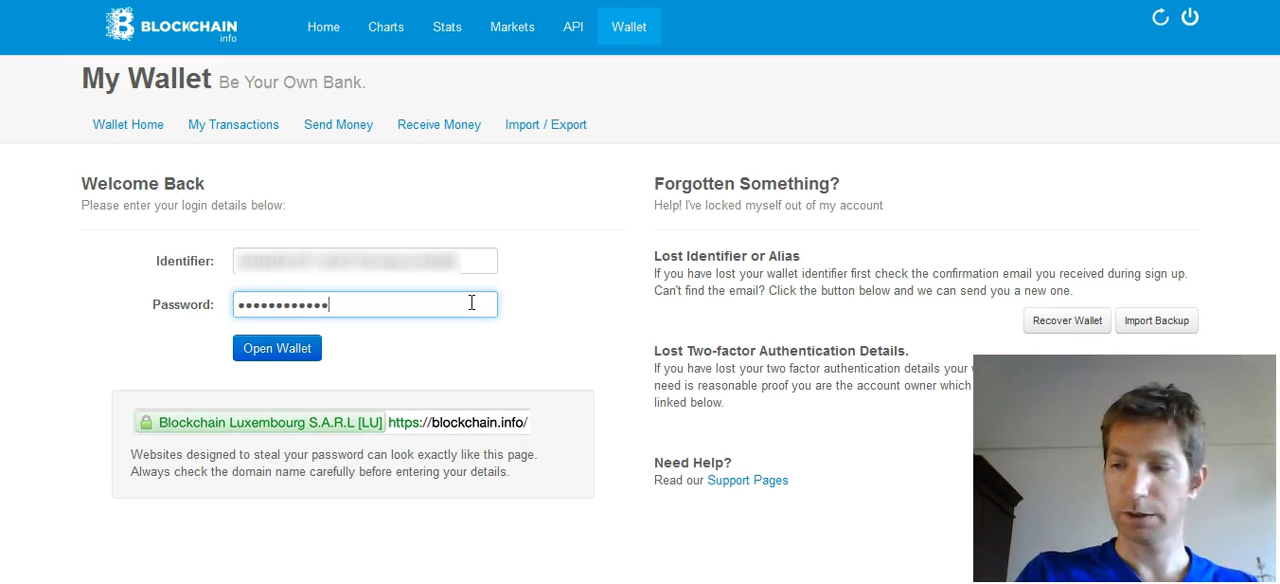 BLOCKCHAIN
info
Home Charts Stats Markets API Wallet
My Wallet Be Your Own Bank.
Wallet Home My Transactions Send Money Receive Money Import / Export
Welcome Back
Please enter your login details below:
Identifier:
Password: ••••••••••••
Open Wallet
Blockchain Luxembourg S.A.R.L [LU] https://blockchain.info/
Websites designed to steal your password can look exactly like this page.
Always check the domain name carefully before entering your details.
Forgotten Something?
Help! I've locked myself out of my account
Lost Identifier or Alias
If you have lost your wallet identifier first check the confirmation email you received during sign up.
Can't find the email? Click the button below and we can send you a new one.
Recover Wallet Import Backup
Lost Two-factor Authentication Details.
If you have lost your two factor authentication details your
need is reasonable proof you are the account owner which
linked below.
Need Help?
Read our Support Pages